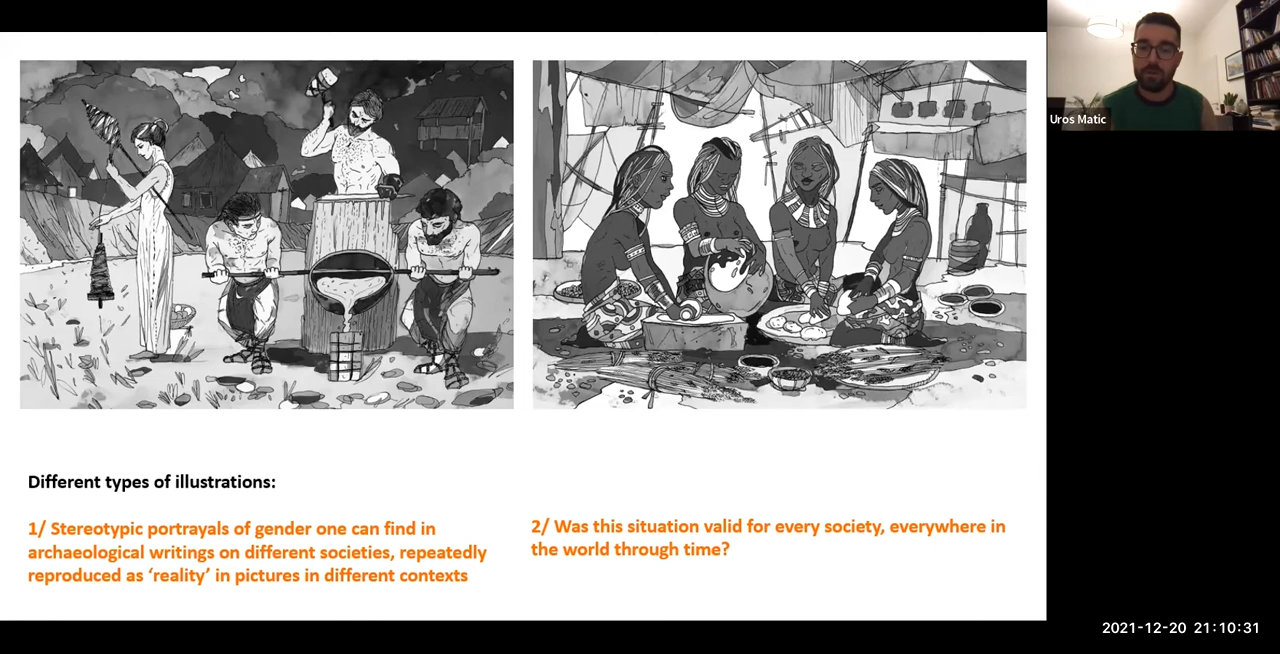 Uros Matic
Different types of illustrations:
1/ Stereotypic portrayals of gender one can find in
archaeological writings on different societies, repeatedly
reproduced as ‘reality’ in pictures in different contexts
2/ Was this situation valid for every society, everywhere in
the world through time?
2021-12-20 21:10:31